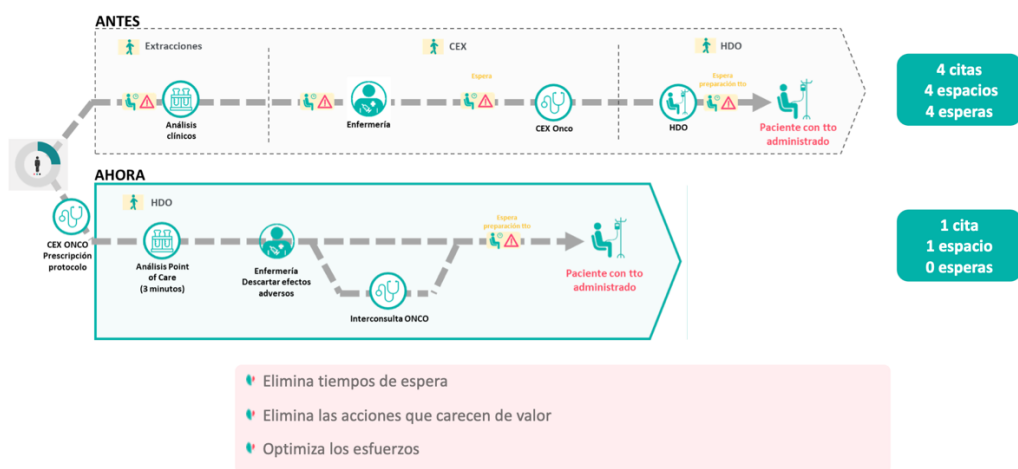 ANTES
Extracciones
CEX
HDO
Espera
Espera
preparación tto
Análisis
clínicos
Enfermería
CEX Onco
HDO
Paciente con tto
administrado
4 citas
4 espacios
4 esperas
AHORA
HDO
CEX ONCO
Prescripción
protocolo
Análisis Point
of Care
(3 minutos)
Enfermería
Descartar efectos
adversos
Interconsulta ONCO
Espera
preparación tto
Paciente con tto
administrado
1 cita
1 espacio
0 esperas
Elimina tiempos de espera
Elimina las acciones que carecen de valor
Optimiza los esfuerzos